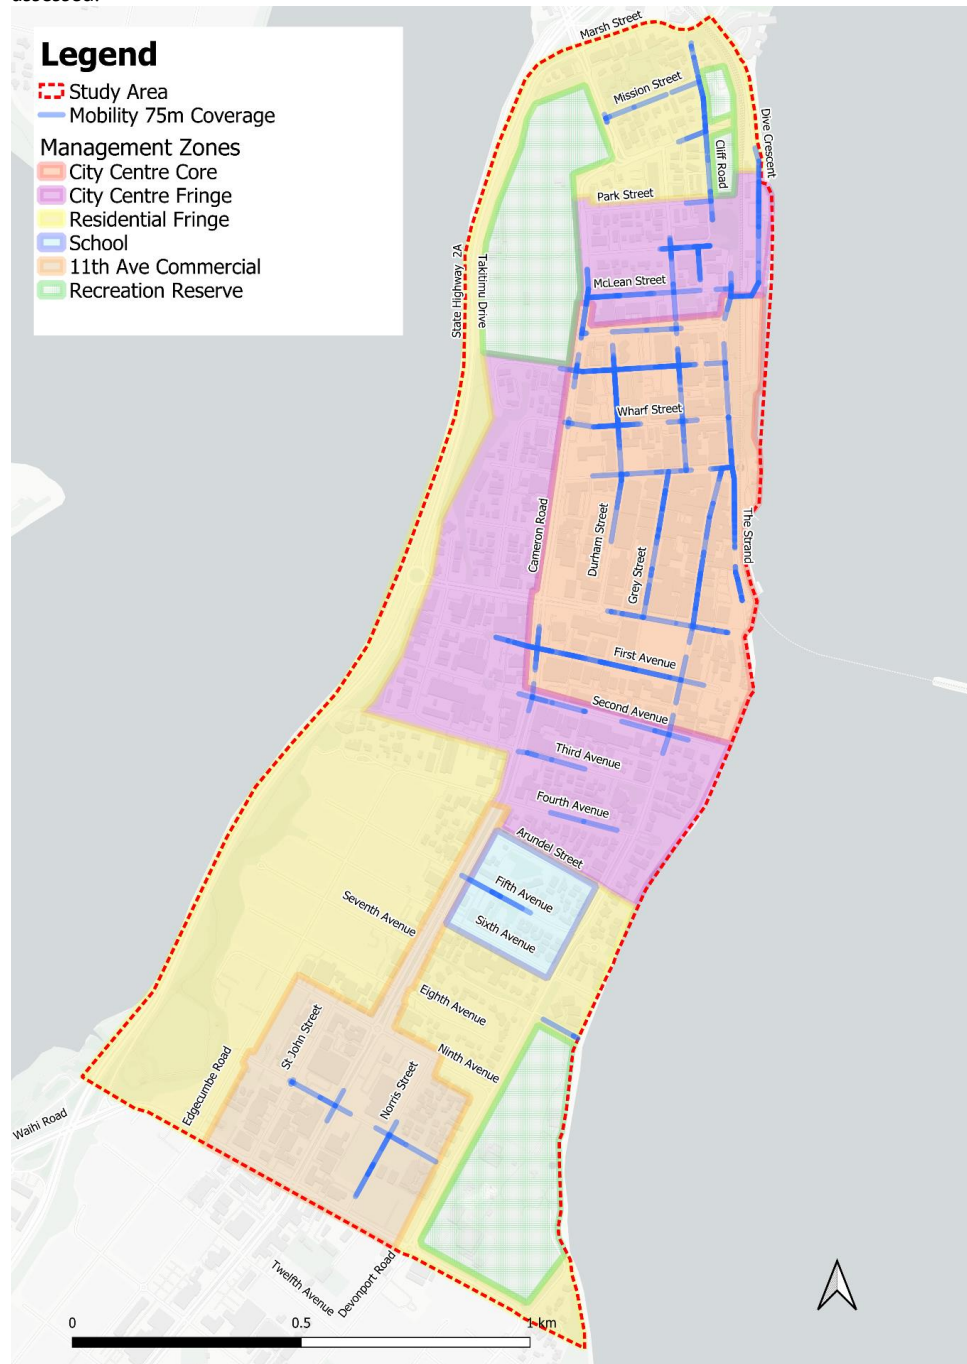 Legend
Study Area
Mobility 75m Coverage
Management Zones
City Centre Core
City Centre Fringe
Residential Fringe
School
11th Ave Commercial
Recreation Reserve
Marsh Street
Mission Street
Dive Crescent
Cliff Road
Park Street
State Highway 2A
Takitimu Drive
McLean Street
Wharf Street
Cameron Road
Durham Street
Grey Street
The Strand
First Avenue
Second Avenue
Third Avenue
Fourth Avenue
Arundel Street
Fifth Avenue
Seventh Avenue
Sixth Avenue
Eighth Avenue
St John Street
Ninth Avenue
Edgecumbe Road
Norris Street
Waihi Road
Twelfth Avenue
Devonport Road
0 0.5 1 km